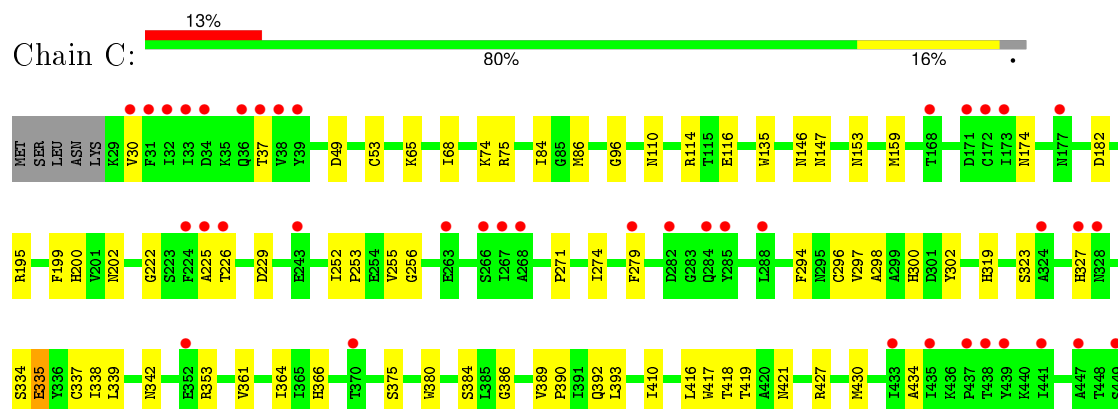 13%
Chain C:
80% 16% •
MET SER LEU ASN LYS K29 V30 F31 I32 I33 D34 K35 Q36 T37 V38 Y39 D49 C53 K65 I68 K74 R75 I84 G85 M86 G96 N110 R114 T115 E116 W135 N146 N147 N153 M159 T168 D171 C172 I173 N174 N177 D182
R195 F199 H200 V201 N202 G222 S223 F224 A225 T226 D229 E243 I252 P253 E254 V255 G256 E263 S266 I267 A268 P271 I274 F279 D282 G283 Q284 Y285 L288 F294 N295 C296 V297 A298 A299 H300 D301 Y302 H319 S323 A324 H327 N328
S334 E335 Y336 C337 I338 L339 N342 E352 R353 V361 I364 I365 H366 T370 S375 W380 S384 L385 G386 V389 P390 I391 Q392 L393 I410 L416 W417 T418 T419 A420 N421 R427 M430 I433 A434 I435 K436 P437 T438 Y439 K440 I441 A447 T448